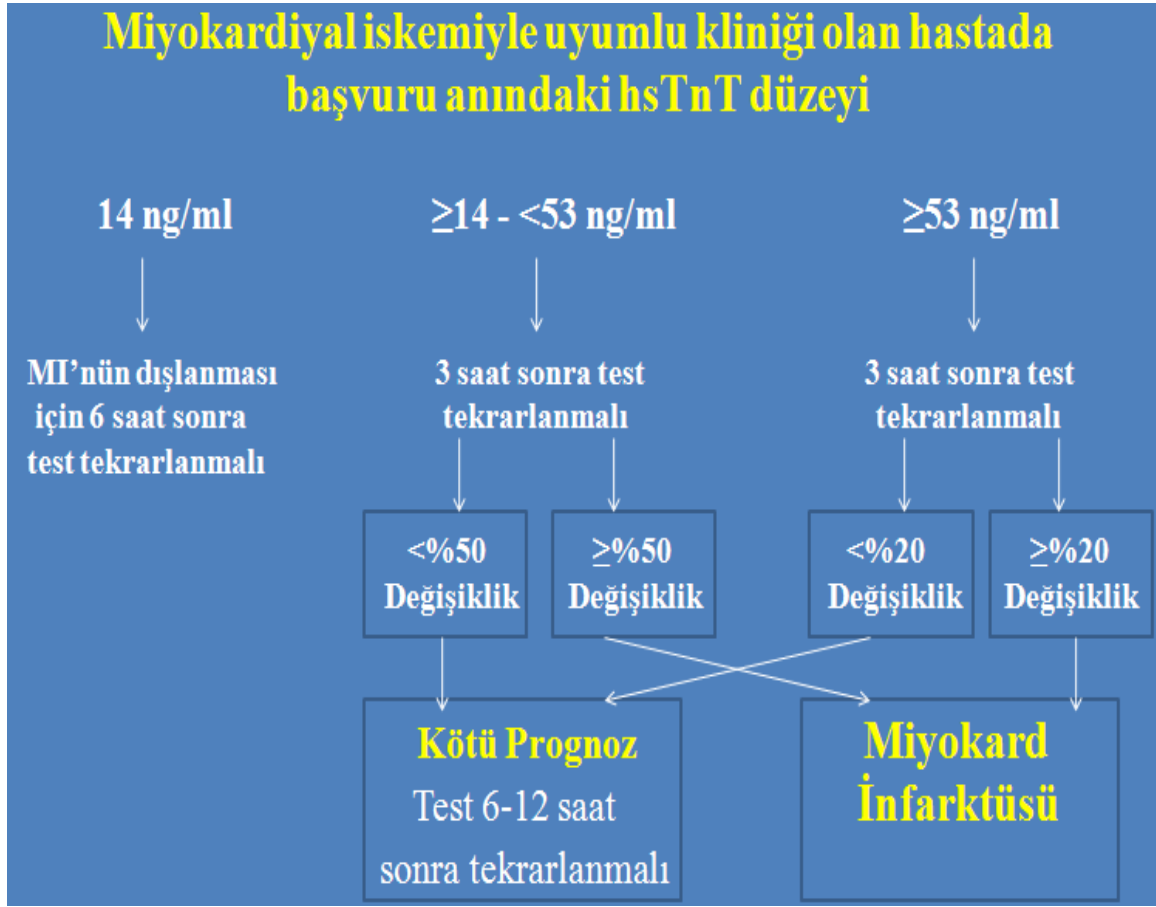 Miyokardiyal iskemiyle uyumlu kliniği olan hastada
başvuru anındaki hsTnT düzeyi
14 ng/ml
≥14 - <53 ng/ml
≥53 ng/ml
MI’nün dışlanması
için 6 saat sonra
test tekrarlanmalı
3 saat sonra test
tekrarlanmalı
3 saat sonra test
tekrarlanmalı
<%50
Değişiklik
≥%50
Değişiklik
<%20
Değişiklik
≥%20
Değişiklik
Kötü Prognoz
Test 6-12 saat
sonra tekrarlanmalı
Miyokard
İnfarktüsü